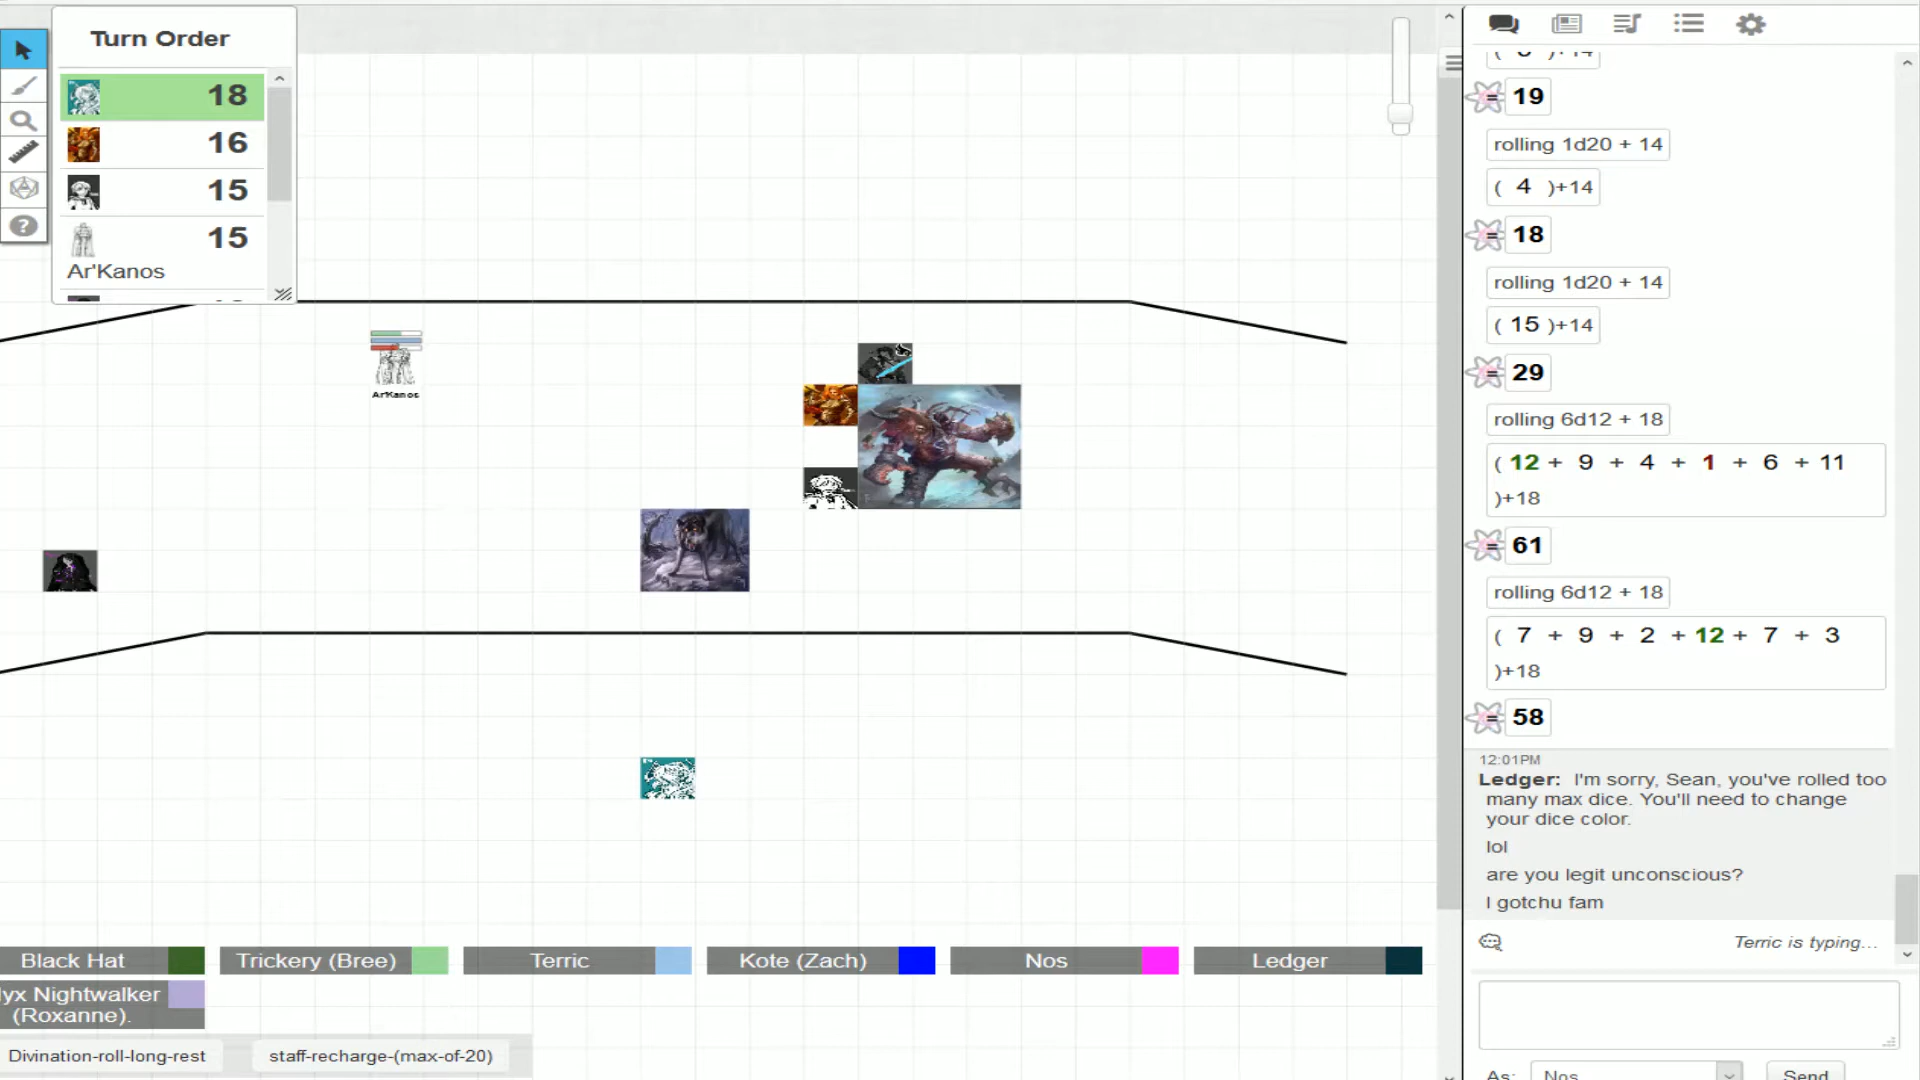 Turn Order
18
16
15
15
Ar'Kanos
Ar'Kanos
)+14
= 19
rolling 1d20 + 14
( 4 )+14
= 18
rolling 1d20 + 14
( 15 )+14
= 29
rolling 6d12 + 18
( 12 + 9 + 4 + 1 + 6 + 11
)+18
= 61
rolling 6d12 + 18
( 7 + 9 + 2 + 12 + 7 + 3
)+18
= 58
12:01PM
Ledger: I'm sorry, Sean, you've rolled too
many max dice. You'll need to change
your dice color.
lol
are you legit unconscious?
I gotchu fam
Terric is typing...
Black Hat
Trickery (Bree)
Terric
Kote (Zach)
Nos
Ledger
yx Nightwalker
(Roxanne).
Divination-roll-long-rest
staff-recharge-(max-of-20)
As: Nos
Send